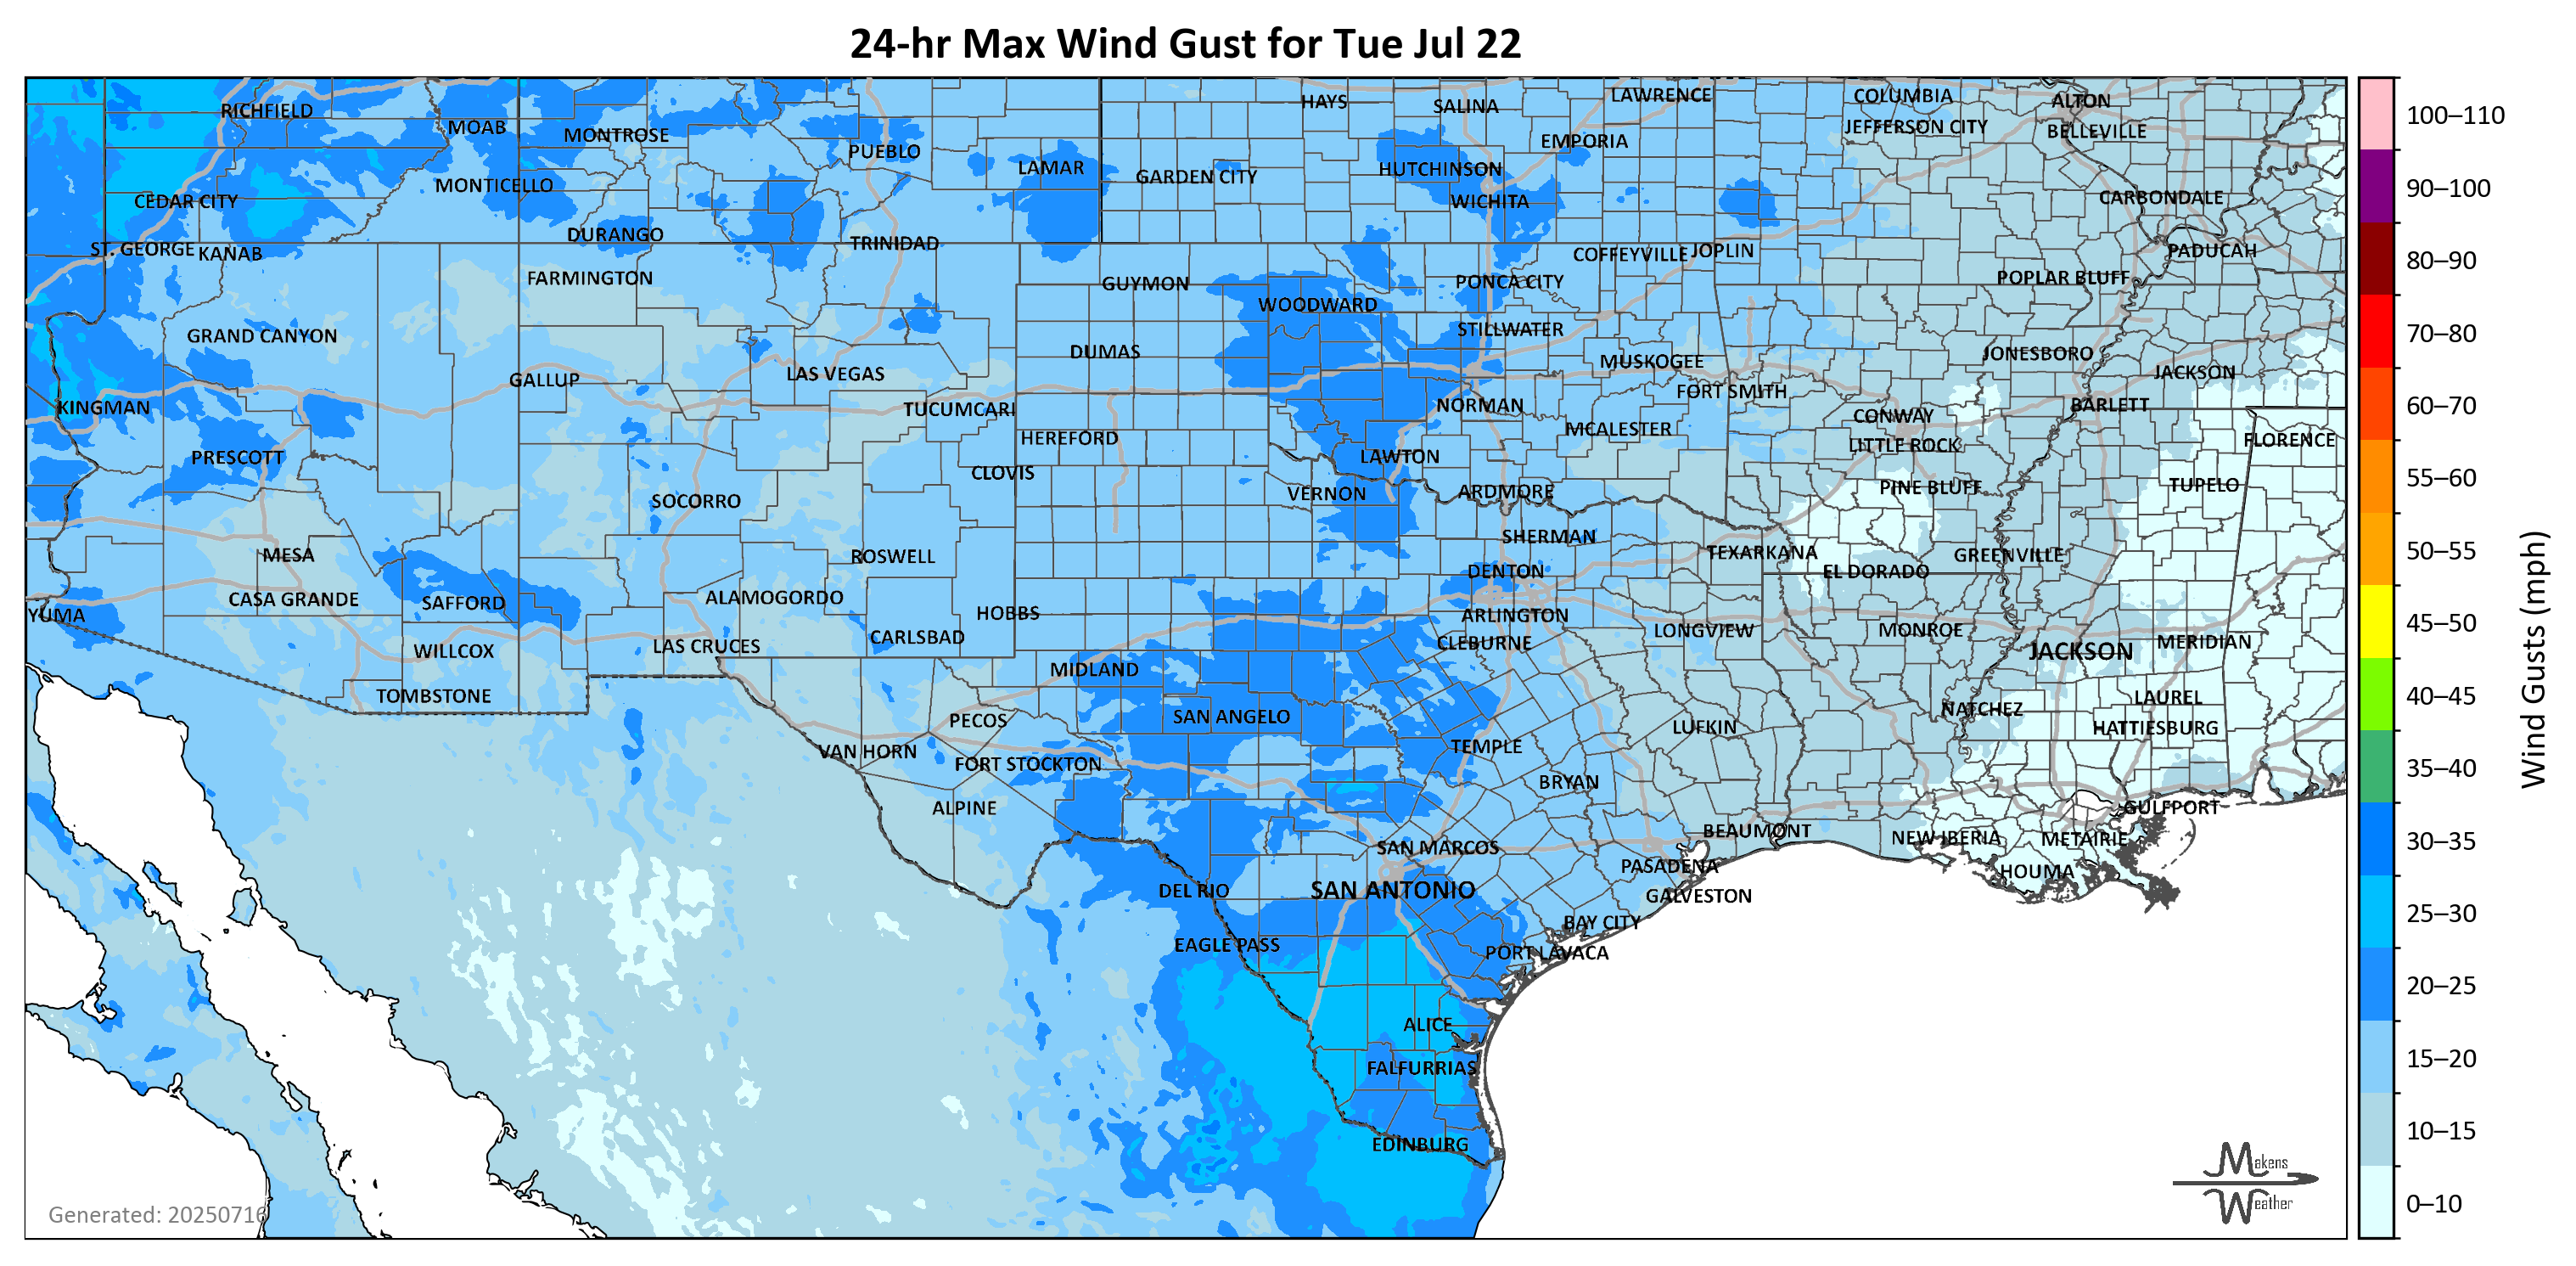 24-hr Max Wind Gust for Tue Jul 22
RICHFIELD
MOAB
MONTROSE
PUEBLO
LAMAR
GARDEN CITY
HAYS
SALINA
HUTCHINSON
WICHITA
EMPORIA
LAWRENCE
COLUMBIA
JEFFERSON CITY
ALTON
BELLEVILLE
MONTICELLO
CEDAR CITY
CARBONDALE
ST. GEORGE
KANAB
DURANGO
TRINIDAD
COFFEYVILLE
JOPLIN
PADUCAH
FARMINGTON
GUYMON
WOODWARD
PONCA CITY
POPLAR BLUFF
GRAND CANYON
DUMAS
STILLWATER
MUSKOGEE
JONESBORO
GALLUP
LAS VEGAS
FORT SMITH
JACKSON
KINGMAN
TUCUMCARI
NORMAN
CONWAY
BARLETT
HEREFORD
MCALESTER
LITTLE ROCK
FLORENCE
PRESCOTT
CLOVIS
LAWTON
SOCORRO
VERNON
ARDMORE
PINE BLUFF
TUPELO
MESA
ROSWELL
SHERMAN
TEXARKANA
GREENVILLE
DENTON
EL DORADO
YUMA
CASA GRANDE
SAFFORD
ALAMOGORDO
HOBBS
ARLINGTON
WILLCOX
LAS CRUCES
CARLSBAD
CLEBURNE
LONGVIEW
MONROE
JACKSON
MERIDIAN
TOMBSTONE
MIDLAND
LAUREL
PECOS
SAN ANGELO
NATCHEZ
VAN HORN
TEMPLE
LUFKIN
HATTIESBURG
FORT STOCKTON
BRYAN
ALPINE
GULFPORT
SAN MARCOS
BEAUMONT
NEW IBERIA
METAIRIE
DEL RIO
SAN ANTONIO
PASADENA
HOUMA
GALVESTON
EAGLE PASS
BAY CITY
PORT LAVACA
ALICE
FALFURRIAS
EDINBURG
Generated: 20250716
Makens
Weather
100–110
90–100
80–90
70–80
60–70
55–60
50–55
45–50
40–45
35–40
30–35
25–30
20–25
15–20
10–15
0–10
Wind Gusts (mph)